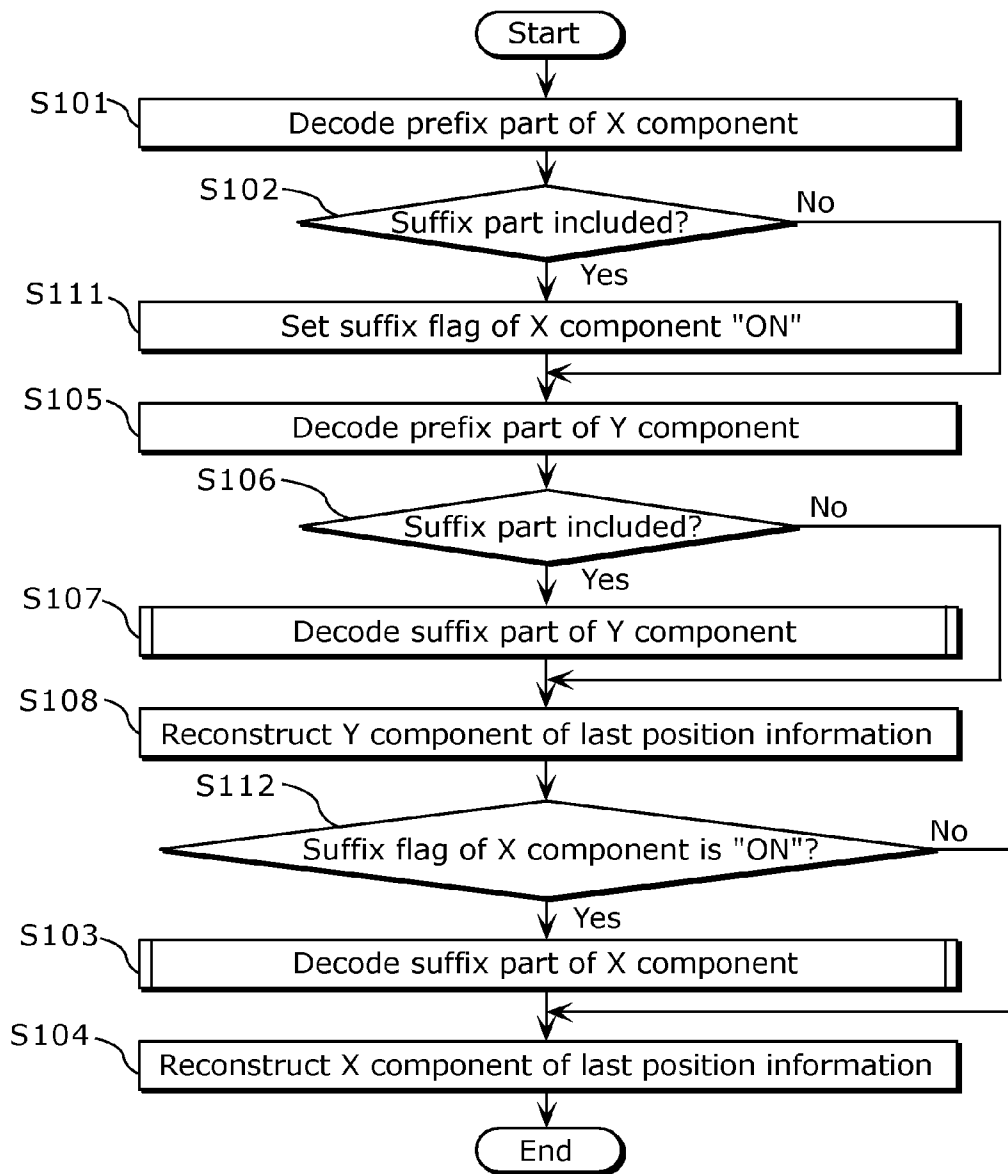 Start
S101
Decode prefix part of X component
S102
Suffix part included?
No
Yes
S111
Set suffix flag of X component "ON"
S105
Decode prefix part of Y component
S106
Suffix part included?
No
Yes
S107
Decode suffix part of Y component
S108
Reconstruct Y component of last position information
S112
Suffix flag of X component is "ON"?
No
Yes
S103
Decode suffix part of X component
S104
Reconstruct X component of last position information
End